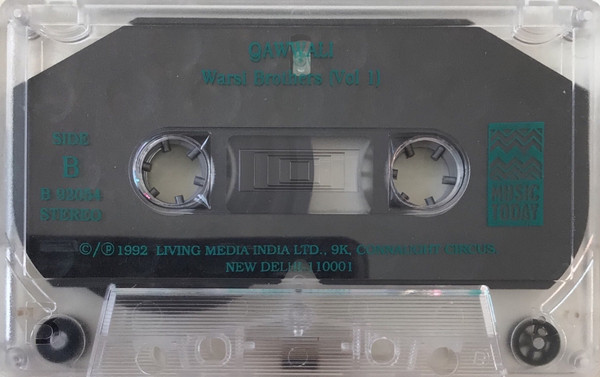 QAWWALI
Warsi Brothers (Vol 1)
SIDE
B
STEREO
MUSIC
TODAY
©/℗ 1992 LIVING MEDIA INDIA LTD., 9K, CONNAUGHT CIRCUS.
NEW DELHI-110001